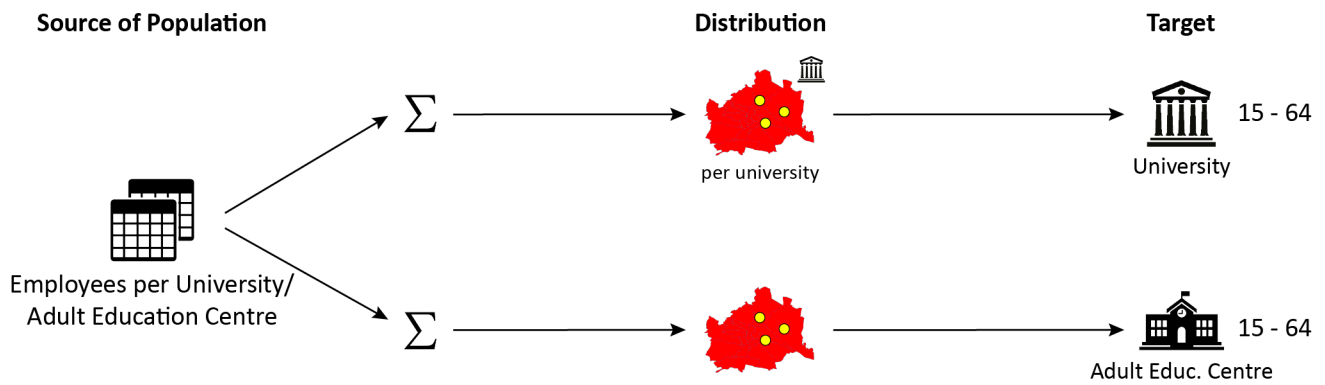 Source of Population
Distribution
Target
Σ
per university
University
15 - 64
Employees per University/
Adult Education Centre
Σ
Adult Educ. Centre
15 - 64